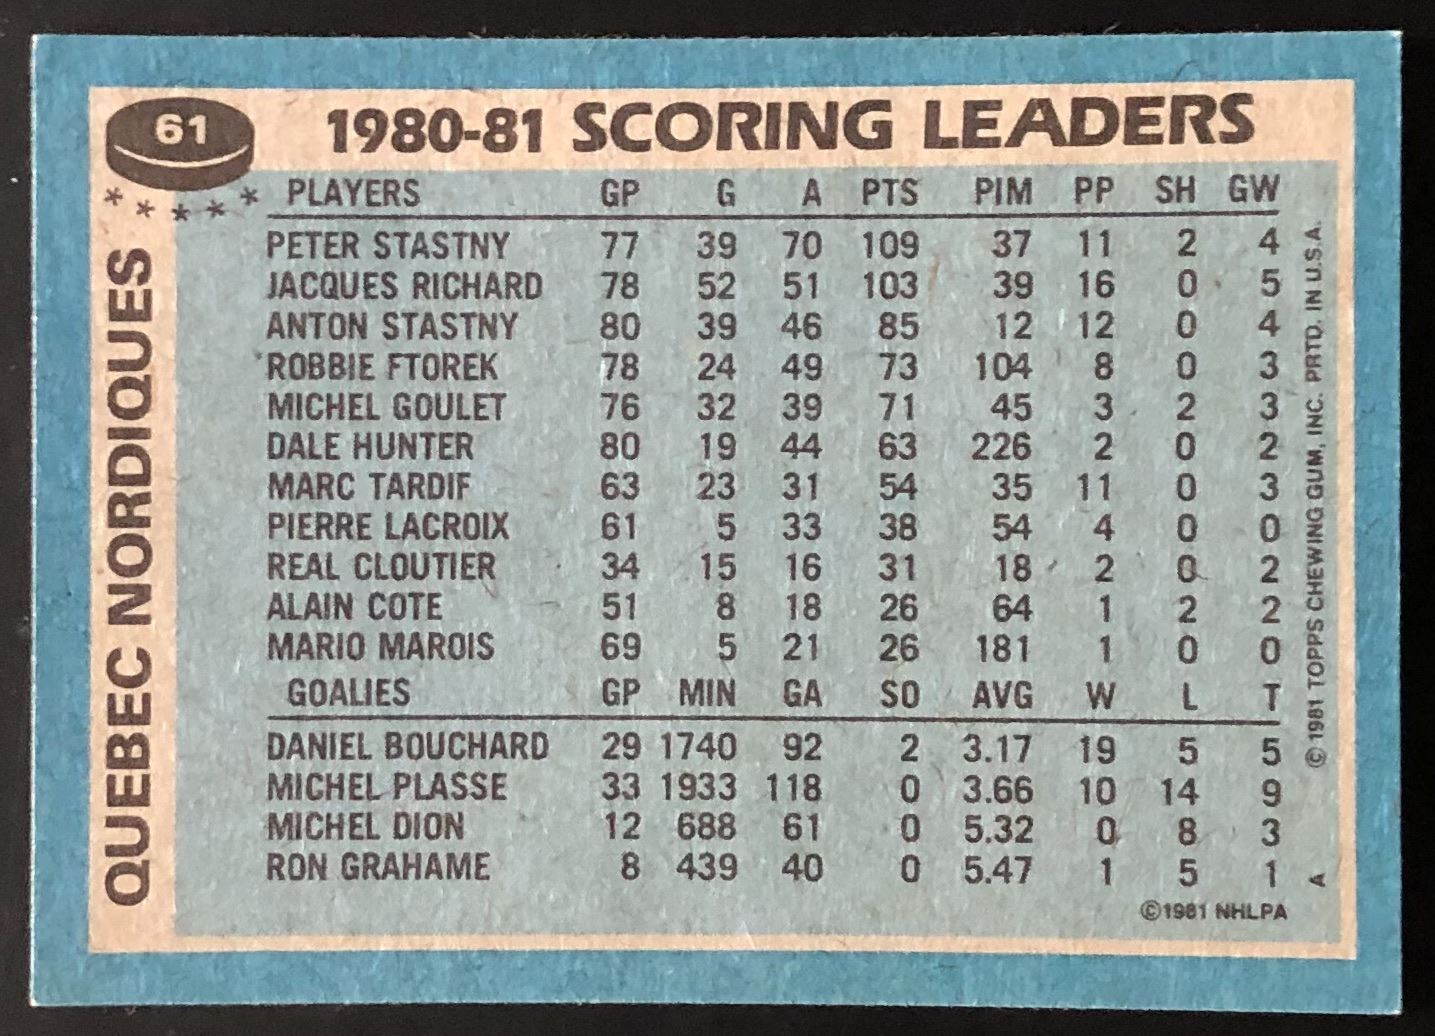 61
1980-81 SCORING LEADERS
QUEBEC NORDIQUES
PLAYERS GP G A PTS PIM PP SH GW
PETER STASTNY 77 39 70 109 37 11 2 4
JACQUES RICHARD 78 52 51 103 39 16 0 5
ANTON STASTNY 80 39 46 85 12 12 0 4
ROBBIE FTOREK 78 24 49 73 104 8 0 3
MICHEL GOULET 76 32 39 71 45 3 2 3
DALE HUNTER 80 19 44 63 226 2 0 2
MARC TARDIF 63 23 31 54 35 11 0 3
PIERRE LACROIX 61 5 33 38 54 4 0 0
REAL CLOUTIER 34 15 16 31 18 2 0 2
ALAIN COTE 51 8 18 26 64 1 2 2
MARIO MAROIS 69 5 21 26 181 1 0 0
GOALIES GP MIN GA SO AVG W L T
DANIEL BOUCHARD 29 1740 92 2 3.17 19 5 5
MICHEL PLASSE 33 1933 118 0 3.66 10 14 9
MICHEL DION 12 688 61 0 5.32 0 8 3
RON GRAHAME 8 439 40 0 5.47 1 5 1
©1981 NHLPA
A © 1981 TOPPS CHEWING GUM, INC. PRTD. IN U.S.A.